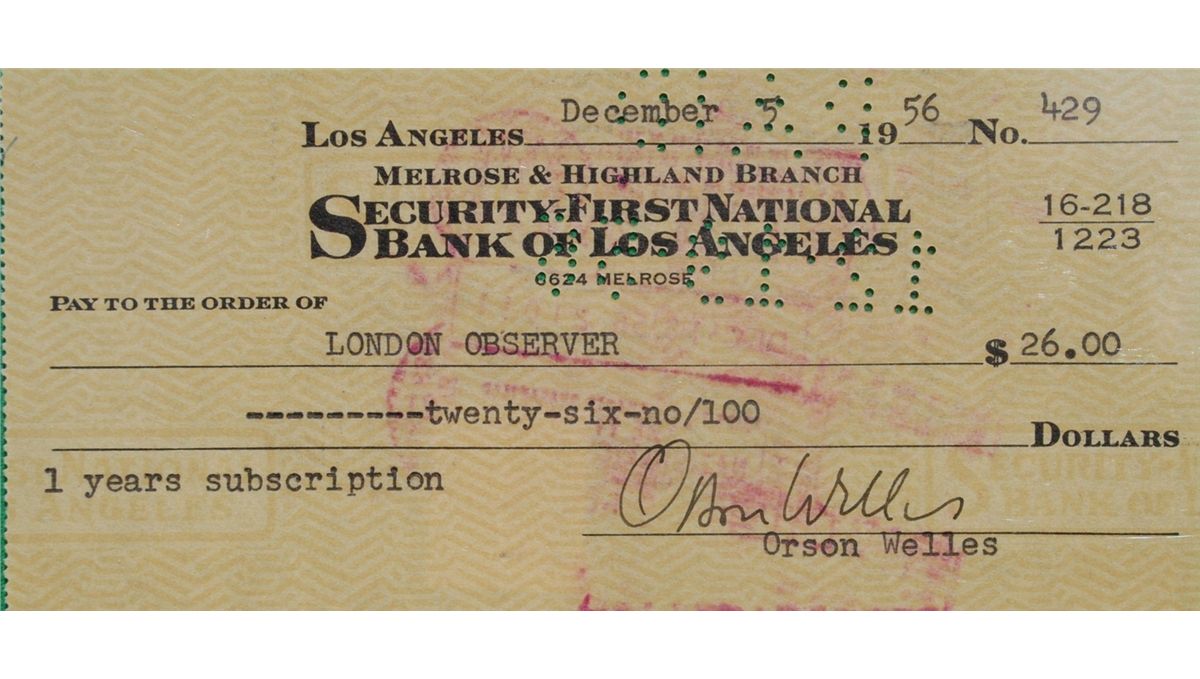 December 5 56 429
LOS ANGELES 19 No.
MELROSE & HIGHLAND BRANCH
SECURITY-FIRST NATIONAL
BANK OF LOS ANGELES
16-218
1223
6624 MELROSE
PAY TO THE ORDER OF
LONDON OBSERVER $ 26.00
---------twenty-six-no/100
DOLLARS
1 years subscription
Orson Welles
Orson Welles